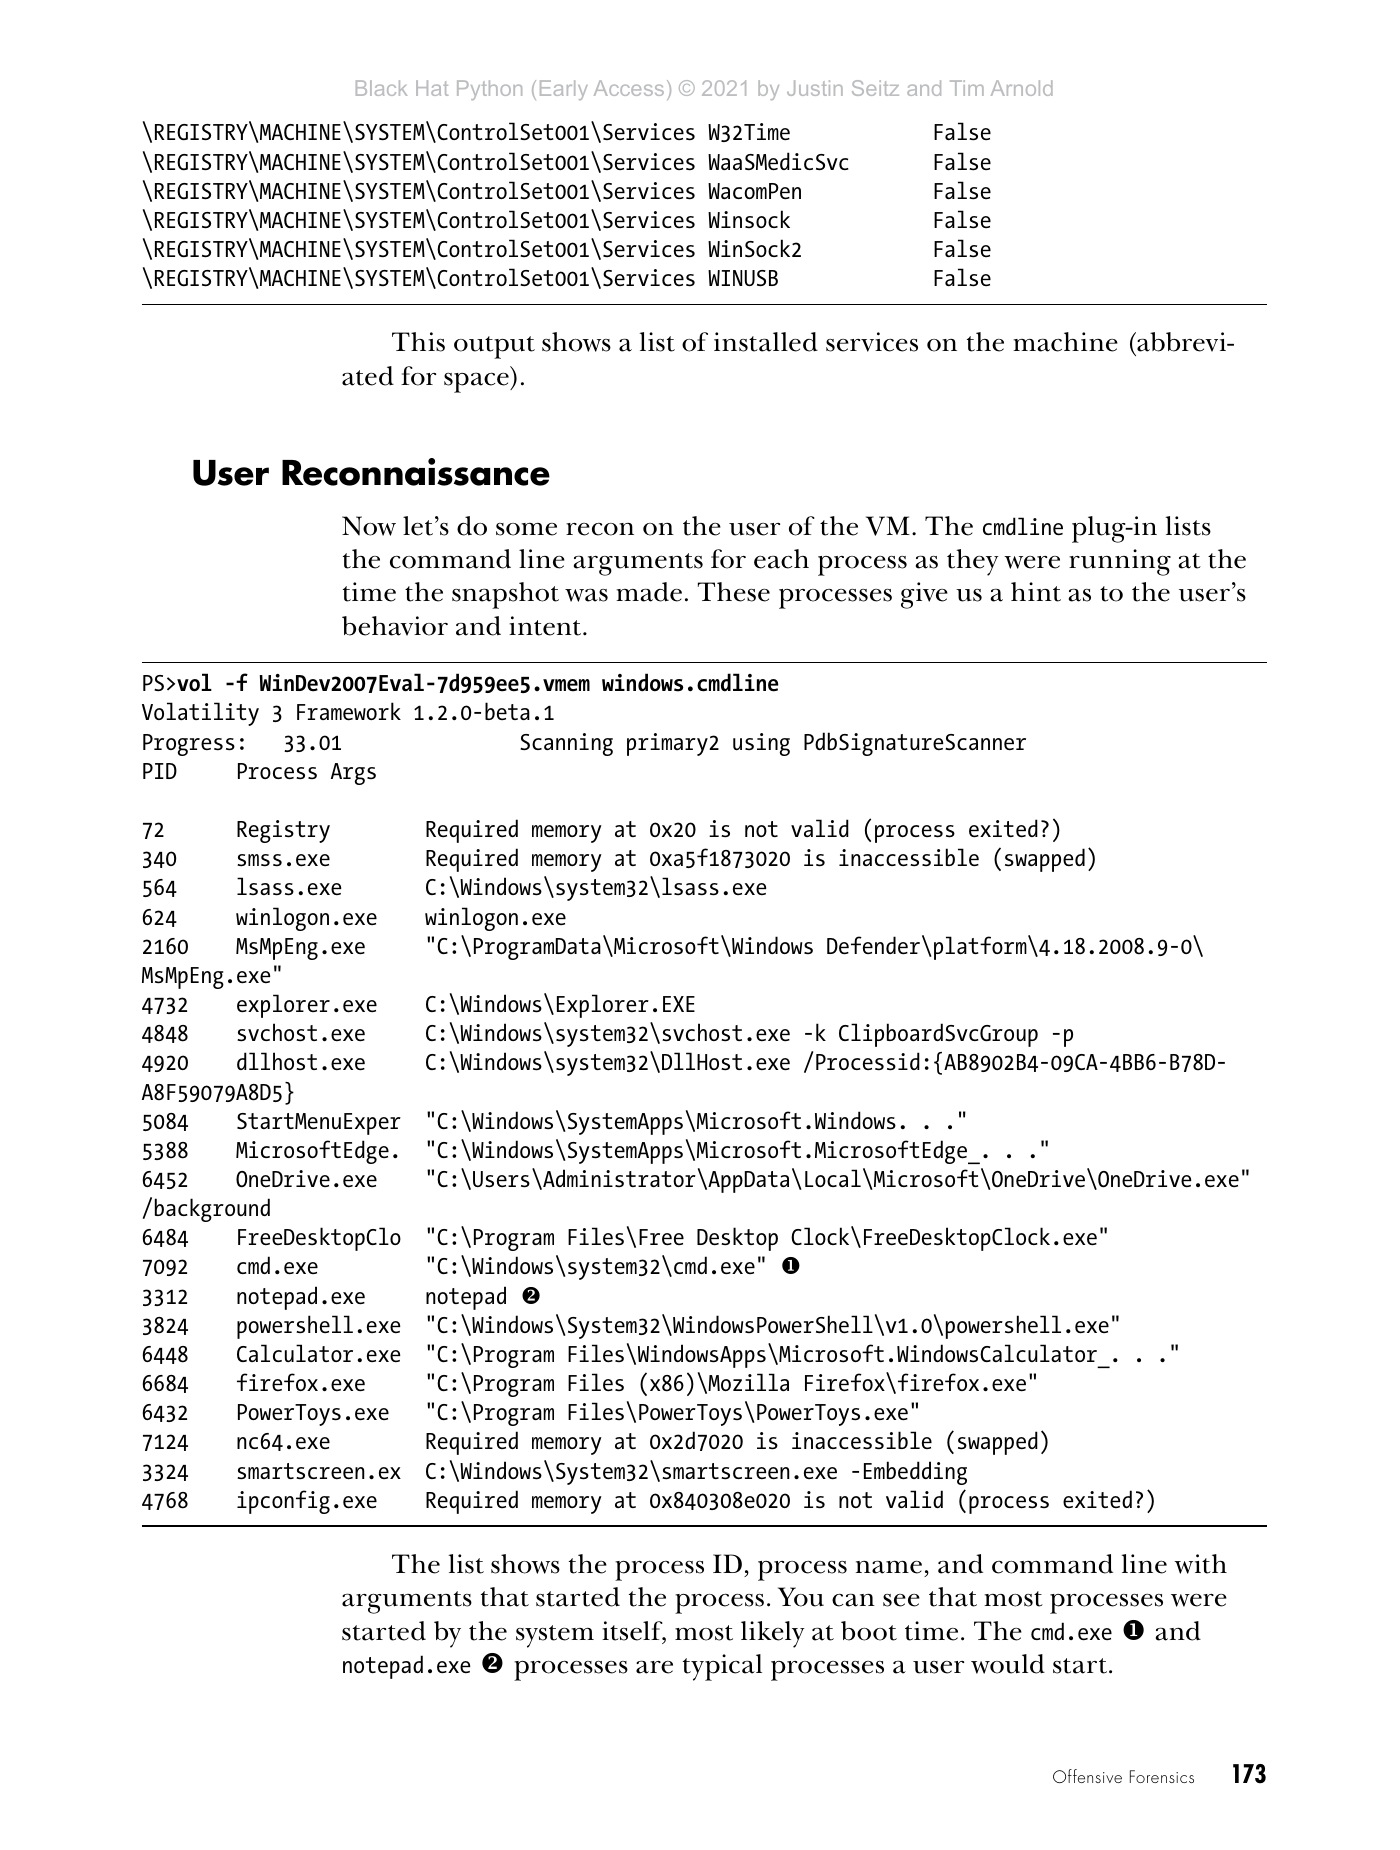 Black Hat Python (Early Access) © 2021 by Justin Seitz and Tim Arnold
\REGISTRY\MACHINE\SYSTEM\ControlSet001\Services W32Time            False
\REGISTRY\MACHINE\SYSTEM\ControlSet001\Services WaaSMedicSvc       False
\REGISTRY\MACHINE\SYSTEM\ControlSet001\Services WacomPen           False
\REGISTRY\MACHINE\SYSTEM\ControlSet001\Services Winsock            False
\REGISTRY\MACHINE\SYSTEM\ControlSet001\Services WinSock2           False
\REGISTRY\MACHINE\SYSTEM\ControlSet001\Services WINUSB             False
This output shows a list of installed services on the machine (abbrevi-
ated for space).
User Reconnaissance
Now let’s do some recon on the user of the VM. The cmdline plug-in lists
the command line arguments for each process as they were running at the
time the snapshot was made. These processes give us a hint as to the user’s
behavior and intent.
PS>vol -f WinDev2007Eval-7d959ee5.vmem windows.cmdline
Volatility 3 Framework 1.2.0-beta.1
Progress:   33.01               Scanning primary2 using PdbSignatureScanner
PID     Process Args
72      Registry        Required memory at 0x20 is not valid (process exited?)
340     smss.exe        Required memory at 0xa5f1873020 is inaccessible (swapped)
564     lsass.exe       C:\Windows\system32\lsass.exe
624     winlogon.exe    winlogon.exe
2160    MsMpEng.exe     "C:\ProgramData\Microsoft\Windows Defender\platform\4.18.2008.9-0\
MsMpEng.exe"
4732    explorer.exe    C:\Windows\Explorer.EXE
4848    svchost.exe     C:\Windows\system32\svchost.exe -k ClipboardSvcGroup -p
4920    dllhost.exe     C:\Windows\system32\DllHost.exe /Processid:{AB8902B4-09CA-4BB6-B78D-
A8F59079A8D5}
5084    StartMenuExper  "C:\Windows\SystemApps\Microsoft.Windows. . ."
5388    MicrosoftEdge.  "C:\Windows\SystemApps\Microsoft.MicrosoftEdge_. . ."
6452    OneDrive.exe    "C:\Users\Administrator\AppData\Local\Microsoft\OneDrive\OneDrive.exe"
/background
6484    FreeDesktopClo  "C:\Program Files\Free Desktop Clock\FreeDesktopClock.exe"
7092    cmd.exe         "C:\Windows\system32\cmd.exe" ❶
3312    notepad.exe     notepad ❷
3824    powershell.exe  "C:\Windows\System32\WindowsPowerShell\v1.0\powershell.exe"
6448    Calculator.exe  "C:\Program Files\WindowsApps\Microsoft.WindowsCalculator_. . ."
6684    firefox.exe     "C:\Program Files (x86)\Mozilla Firefox\firefox.exe"
6432    PowerToys.exe   "C:\Program Files\PowerToys\PowerToys.exe"
7124    nc64.exe        Required memory at 0x2d7020 is inaccessible (swapped)
3324    smartscreen.ex  C:\Windows\System32\smartscreen.exe -Embedding
4768    ipconfig.exe    Required memory at 0x840308e020 is not valid (process exited?)
The list shows the process ID, process name, and command line with
arguments that started the process. You can see that most processes were
started by the system itself, most likely at boot time. The cmd.exe ❶ and
notepad.exe ❷ processes are typical processes a user would start.
Offensive Forensics   173